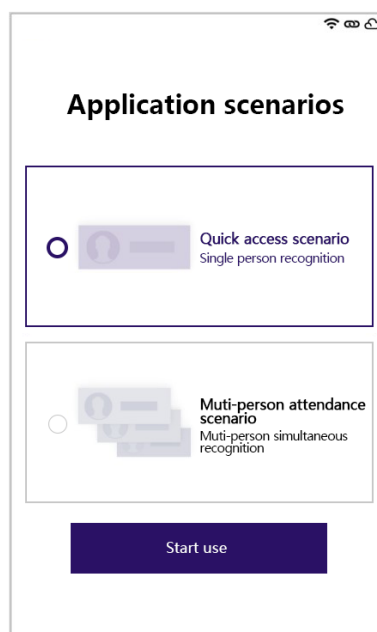 Application scenarios
Quick access scenario
Single person recognition
Muti-person attendance
scenario
Muti-person simultaneous
recognition
Start use